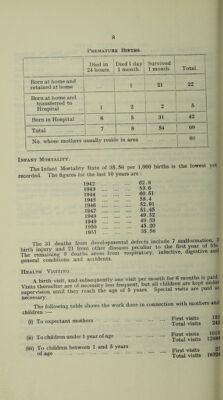 8
PREMATURE BIRTHS.
Died in 24 hours. Died 1 day 1 month. Survived 1 month. Total.
Born at home and retained at home 1 21 22
Born at home and transferred to Hospital 1 2 2 5
Born in Hospital 6 5 31 42
Total 7 8 54 69
No. whose mothers usually reside in area 60
INFANT MORTALITY.
The Infant Mortality Rate of 35.56 per 1,000 births is the lowest yet
recorded. The figures for the last 10 years are :
1942 62.9
1943 53.6
1944 60.51
1945 58.4
1946 52.91
1947 51.45
1948 49.52
1949 49.33
1950 45.20
1951 35.56
The 31 deaths from developmental defects include 7 malformation, 3
birth injury and 21 from other diseases peculiar to the first year of life.
The remaining 9 deaths arose from respiratory, infective, digestive and
general conditions and accidents.
HEALTH VISITING
A birth visit, and subsequently one visit per month for 6 months is paid.
Visits thereafter are of necessity less frequent, but all children are kept under
supervision until they reach the age of 5 years. Special visits are paid as
necessary.
The following table shows the work done in connection with mothers and
children :—
(i) To expectant mothers First visits
Total visits
(ii) To children under 1 year of age First visits
Total visits
(iii) To children between 1 and 5 years
of age First visits
Total visits